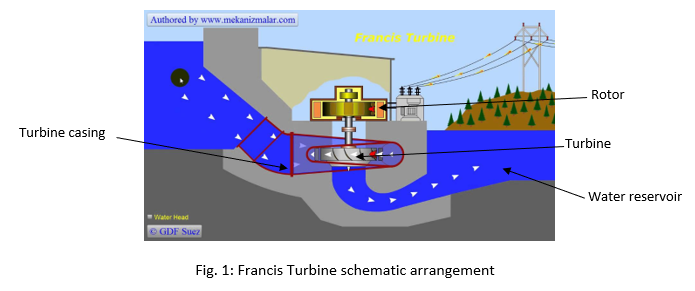 Authored by www.mekanizmalar.com
Francis Turbine
Rotor
Turbine casing
Turbine
Water reservoir
Water Head
© GDF Suez
Fig. 1: Francis Turbine schematic arrangement